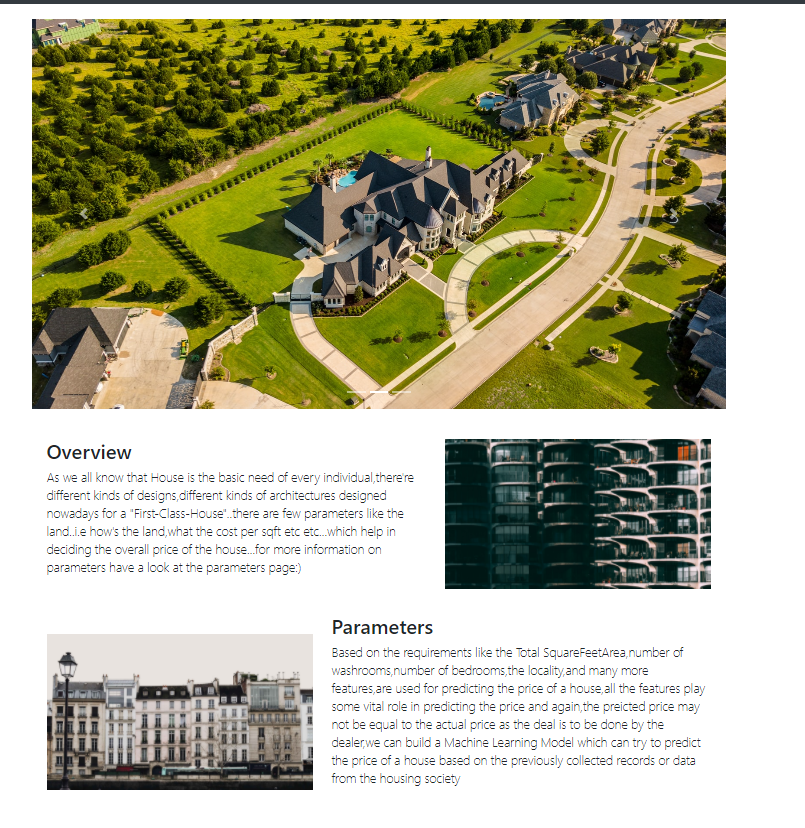 Overview
As we all know that House is the basic need of every individual,there're
different kinds of designs,different kinds of architectures designed
nowadays for a "First-Class-House"..there are few parameters like the
land..i.e how's the land,what the cost per sqft etc etc...which help in
deciding the overall price of the house...for more information on
parameters have a look at the parameters page:)
Parameters
Based on the requirements like the Total SquareFeetArea,number of
washrooms,number of bedrooms,the locality,and many more
features,are used for predicting the price of a house,all the features play
some vital role in predicting the price and again,the preicted price may
not be equal to the actual price as the deal is to be done by the
dealer,we can build a Machine Learning Model which can try to predict
the price of a house based on the previously collected records or data
from the housing society